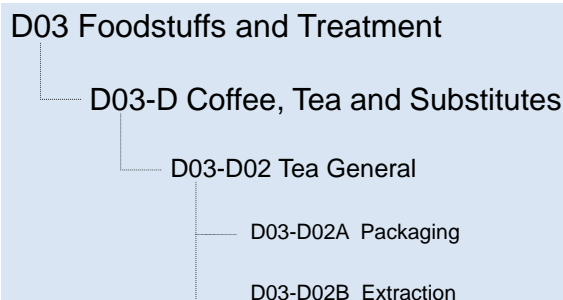 D03 Foodstuffs and Treatment
D03-D Coffee, Tea and Substitutes
D03-D02 Tea General
D03-D02A Packaging
D03-D02B Extraction